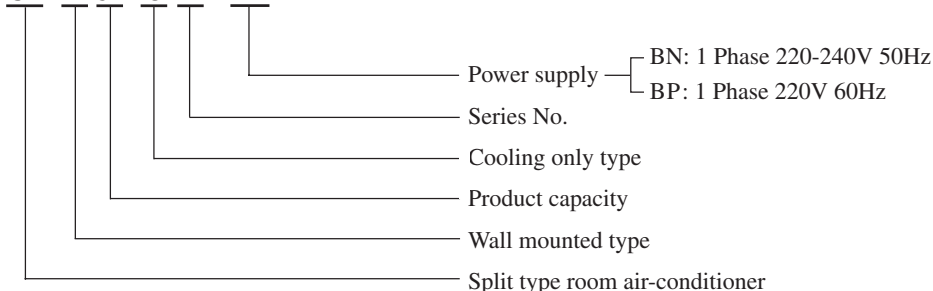 Power supply
BN: 1 Phase 220-240V 50Hz
BP: 1 Phase 220V 60Hz
Series No.
Cooling only type
Product capacity
Wall mounted type
Split type room air-conditioner